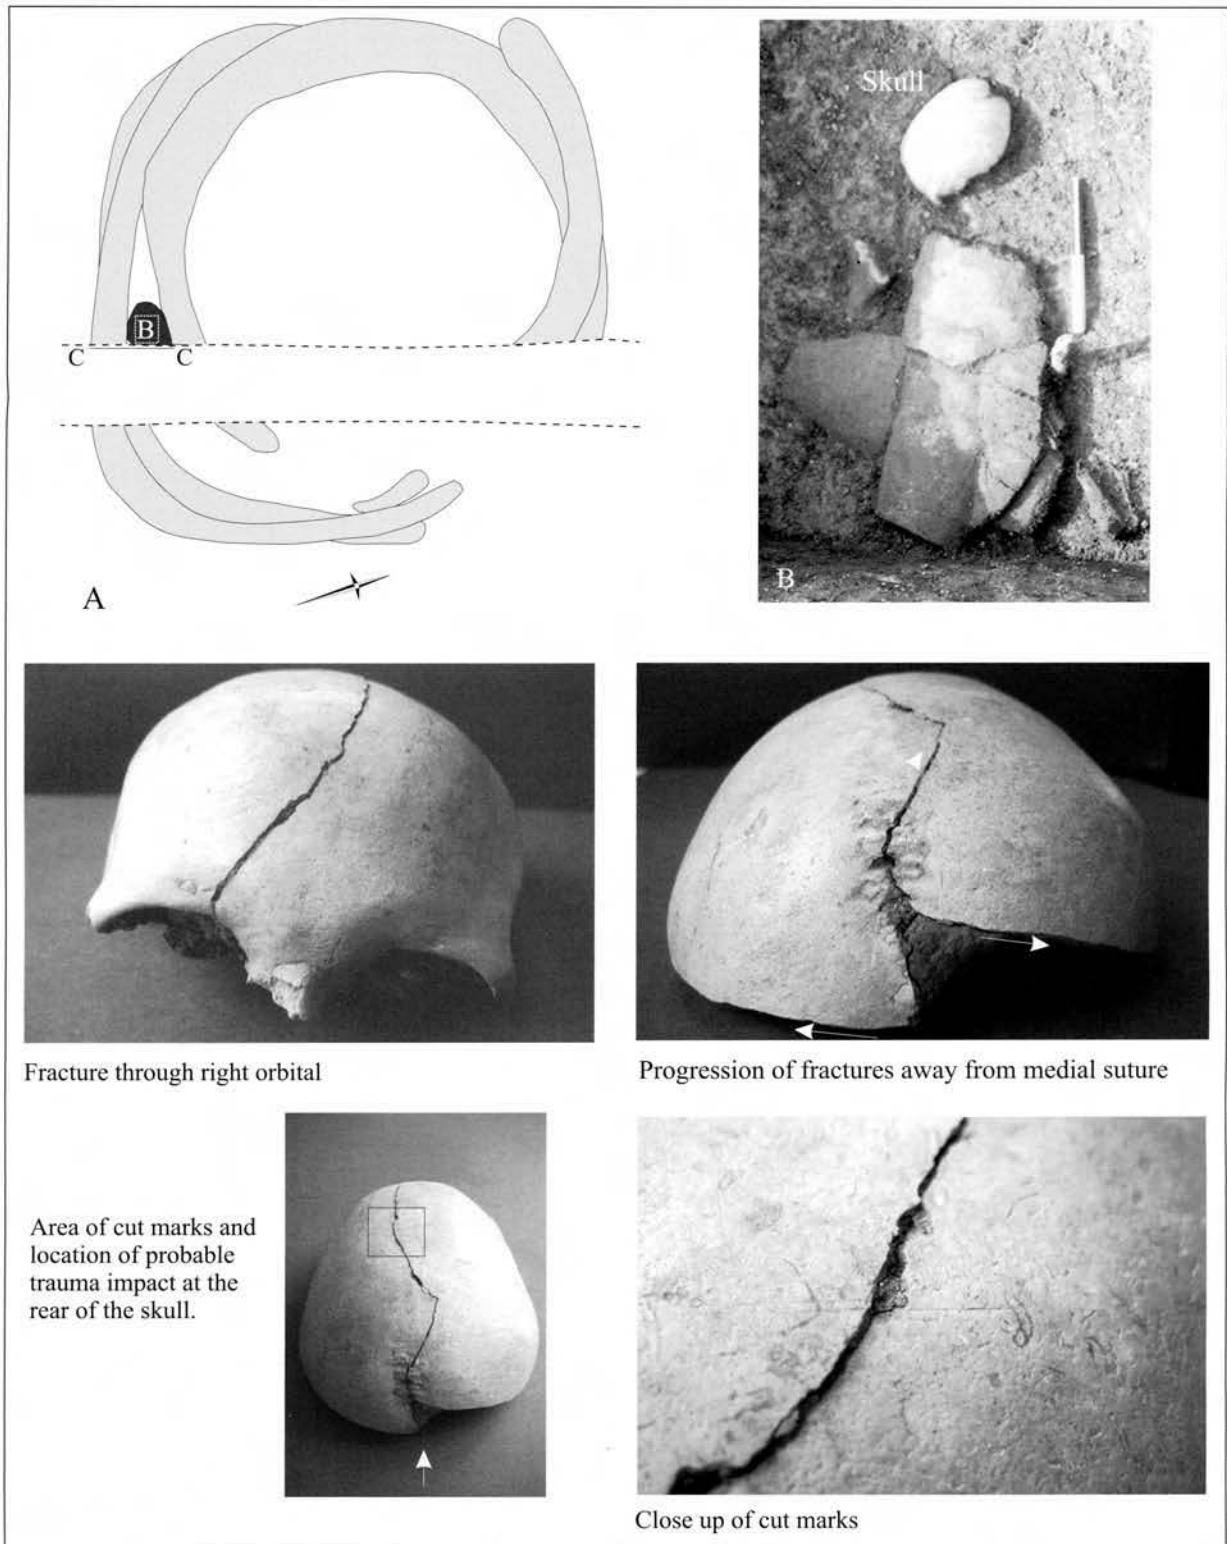 Skull
B
C
C
A
B
Fracture through right orbital
Progression of fractures away from medial suture
Area of cut marks and
location of probable
trauma impact at the
rear of the skull.
Close up of cut marks